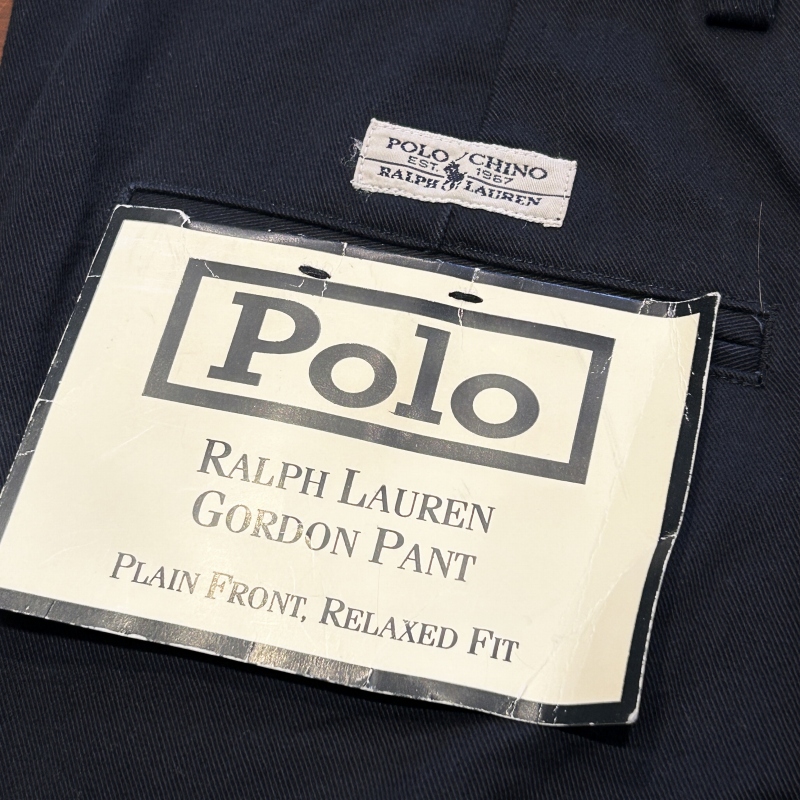 POLO CHINO
EST. 1967
RALPH LAUREN
Polo
RALPH LAUREN
GORDON PANT
PLAIN FRONT, RELAXED FIT